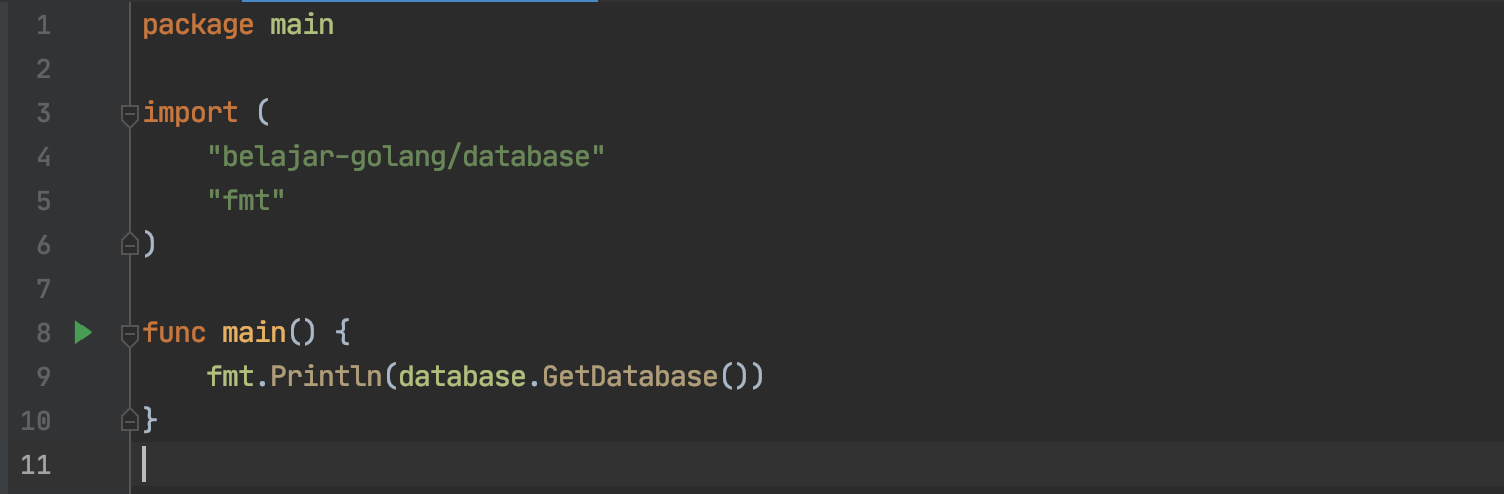 1 package main
2
3 import (
4     "belajar-golang/database"
5     "fmt"
6 )
7
8 func main() {
9     fmt.Println(database.GetDatabase())
10 }
11